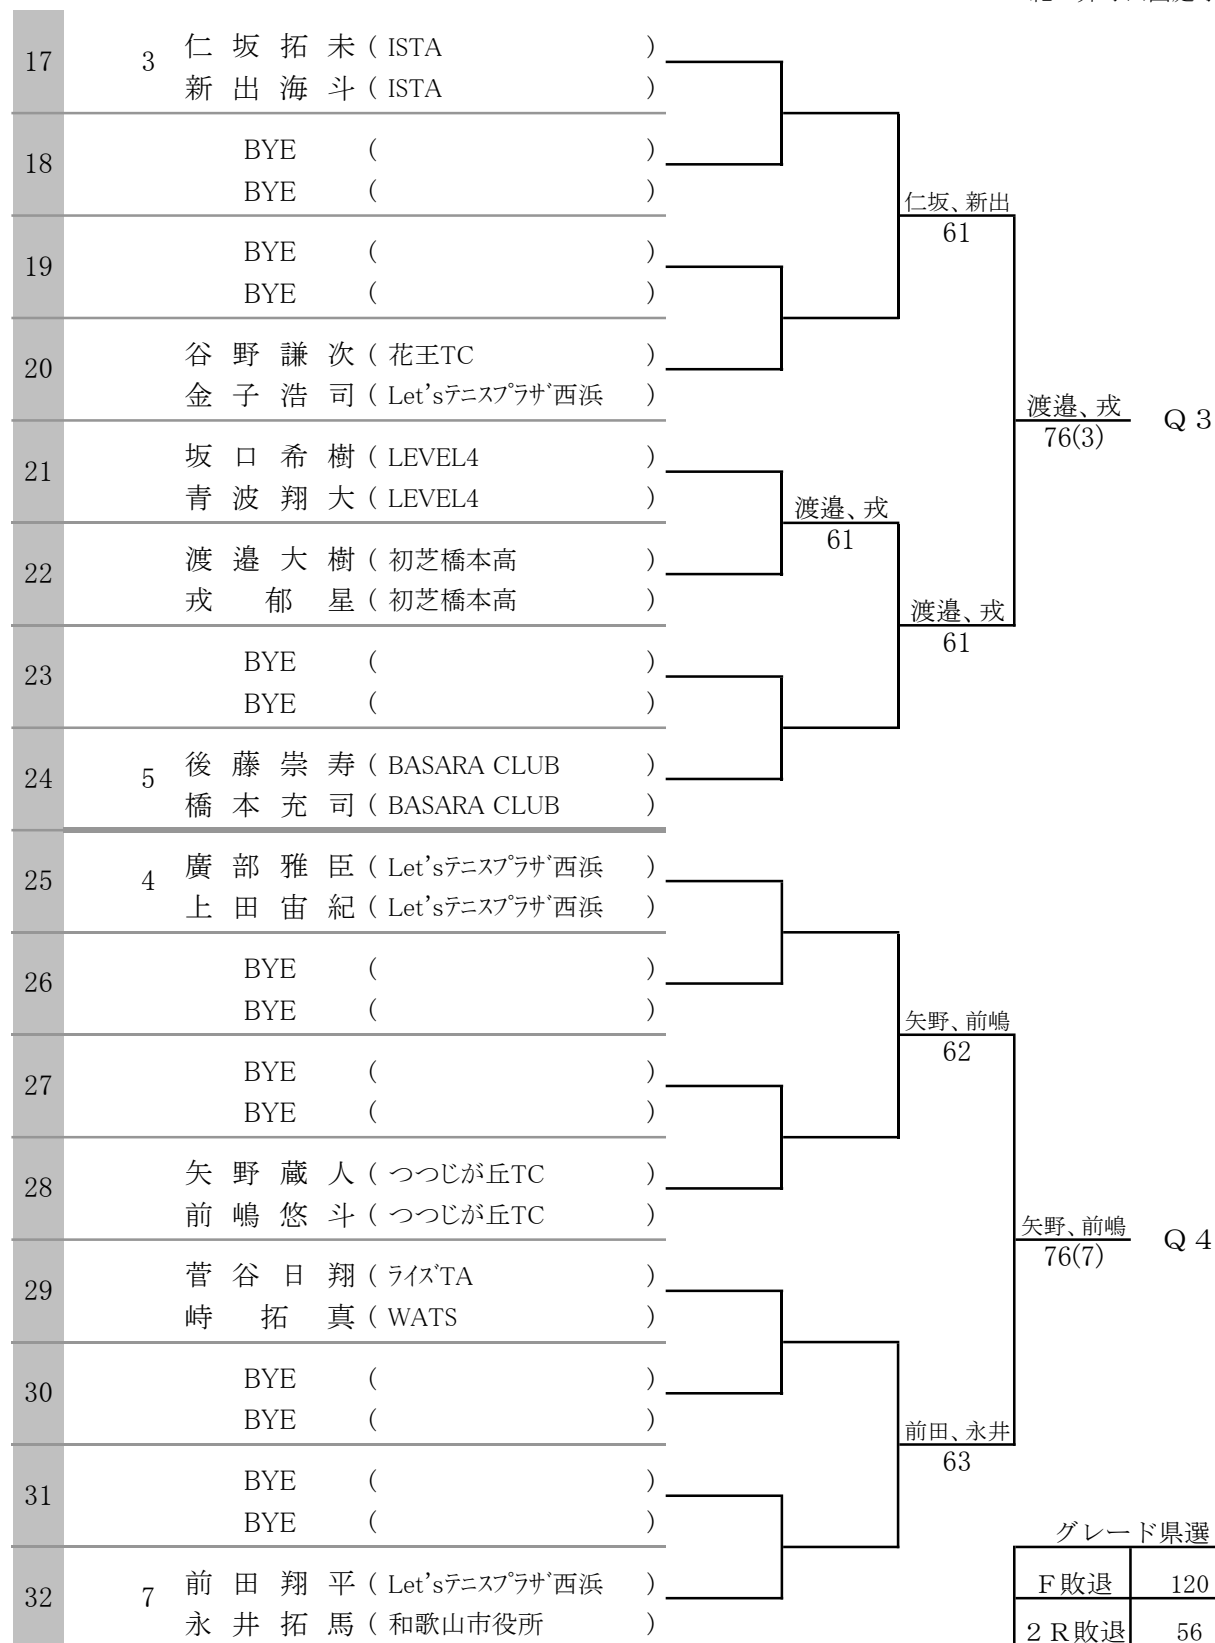 17 3 仁坂拓未 ( ISTA )
新出海斗 ( ISTA )
18 BYE ( )
BYE ( )
仁坂、新出
61
19 BYE ( )
BYE ( )
20 谷野謙次 ( 花王TC )
金子浩司 ( Let'sﾃﾆｽﾌﾟﾗｻﾞ西浜 )
渡邉、戎 Q3
76(3)
21 坂口希樹 ( LEVEL4 )
青波翔大 ( LEVEL4 )
渡邉、戎
61
22 渡邉大樹 ( 初芝橋本高 )
戎郁星 ( 初芝橋本高 )
渡邉、戎
61
23 BYE ( )
BYE ( )
24 5 後藤崇寿 ( BASARA CLUB )
橋本充司 ( BASARA CLUB )
25 4 廣部雅臣 ( Let'sﾃﾆｽﾌﾟﾗｻﾞ西浜 )
上田宙紀 ( Let'sﾃﾆｽﾌﾟﾗｻﾞ西浜 )
26 BYE ( )
BYE ( )
矢野、前嶋
62
27 BYE ( )
BYE ( )
28 矢野蔵人 ( つつじが丘TC )
前嶋悠斗 ( つつじが丘TC )
矢野、前嶋 Q4
76(7)
29 菅谷日翔 ( ﾗｲｽﾞTA )
峙拓真 ( WATS )
30 BYE ( )
BYE ( )
前田、永井
63
31 BYE ( )
BYE ( )
32 7 前田翔平 ( Let'sﾃﾆｽﾌﾟﾗｻﾞ西浜 )
永井拓馬 ( 和歌山市役所 )
グレード県選
F敗退 120
2R敗退 56